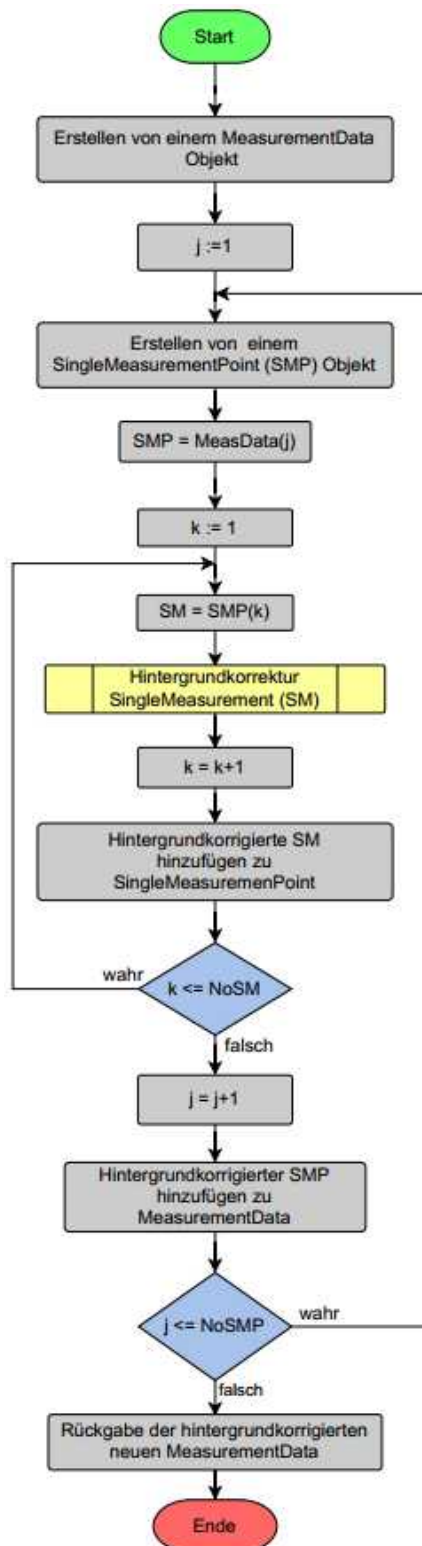 Start
Erstellen von einem MeasurementData
Objekt
j :=1
Erstellen von einem
SingleMeasurementPoint (SMP) Objekt
SMP = MeasData(j)
k := 1
SM = SMP(k)
Hintergrundkorrektur
SingleMeasurement (SM)
k = k+1
Hintergrundkorrigierte SM
hinzufügen zu
SingleMeasuremenPoint
wahr
k <= NoSM
falsch
j = j+1
Hintergrundkorrigierter SMP
hinzufügen zu
MeasurementData
j <= NoSMP
wahr
falsch
Rückgabe der hintergrundkorrigierten
neuen MeasurementData
Ende